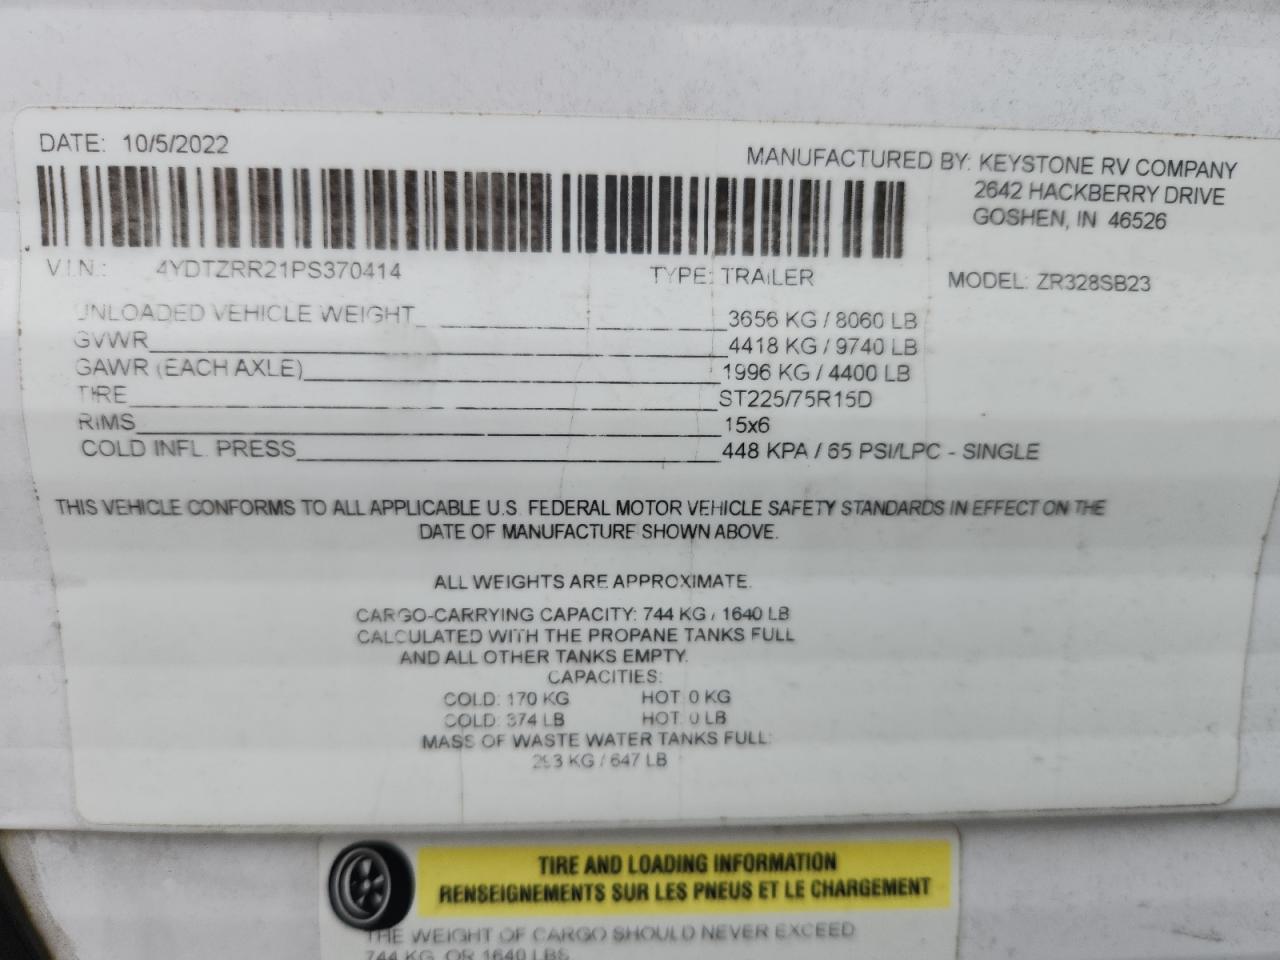 DATE: 10/5/2022
MANUFACTURED BY: KEYSTONE RV COMPANY
2642 HACKBERRY DRIVE
GOSHEN, IN 46526
V.I.N.: 4YDTZRR21PS370414 TYPE: TRAILER MODEL: ZR328SB23
UNLOADED VEHICLE WEIGHT 3656 KG / 8060 LB
GVWR 4418 KG / 9740 LB
GAWR (EACH AXLE) 1996 KG / 4400 LB
TIRE ST225/75R15D
RIMS 15x6
COLD INFL. PRESS 448 KPA / 65 PSI/LPC - SINGLE
THIS VEHICLE CONFORMS TO ALL APPLICABLE U.S. FEDERAL MOTOR VEHICLE SAFETY STANDARDS IN EFFECT ON THE
DATE OF MANUFACTURE SHOWN ABOVE.
ALL WEIGHTS ARE APPROXIMATE.
CARGO-CARRYING CAPACITY: 744 KG / 1640 LB
CALCULATED WITH THE PROPANE TANKS FULL
AND ALL OTHER TANKS EMPTY.
CAPACITIES:
COLD: 170 KG HOT: 0 KG
COLD: 374 LB HOT: 0 LB
MASS OF WASTE WATER TANKS FULL:
293 KG / 647 LB
TIRE AND LOADING INFORMATION
RENSEIGNEMENTS SUR LES PNEUS ET LE CHARGEMENT
THE WEIGHT OF CARGO SHOULD NEVER EXCEED
744 KG OR 1640 LBS